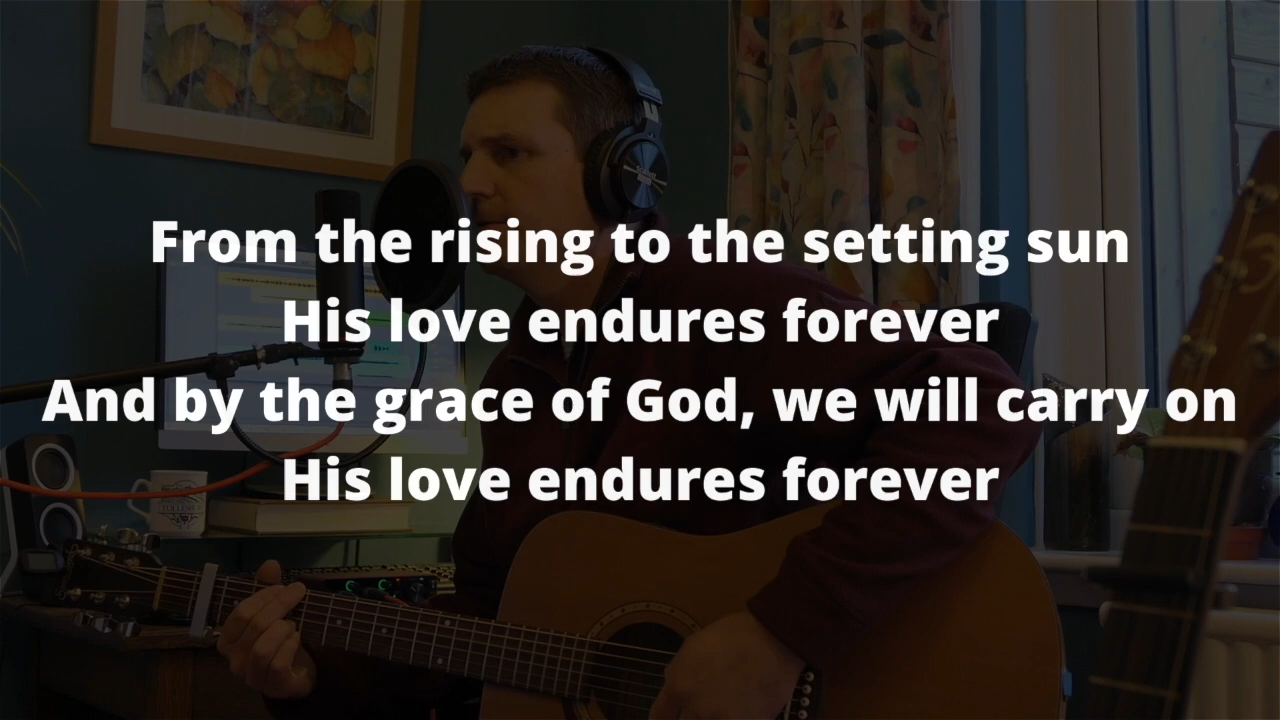 From the rising to the setting sun
His love endures forever
And by the grace of God, we will carry on
His love endures forever